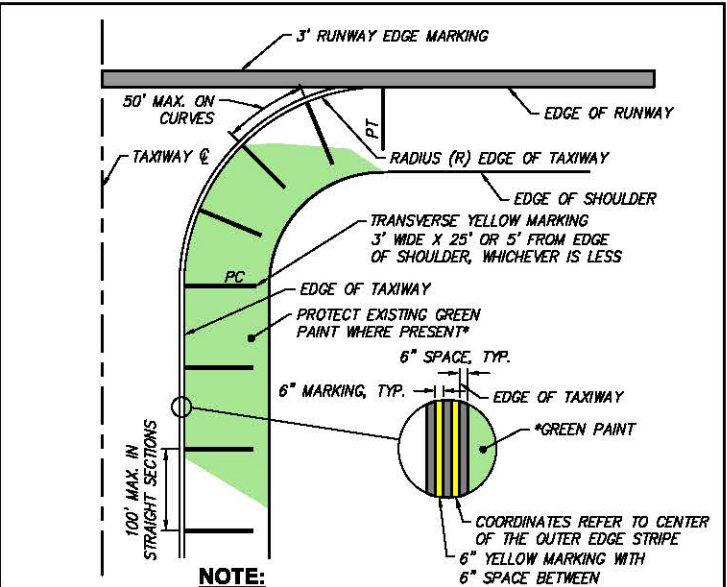 3' RUNWAY EDGE MARKING
50' MAX. ON
CURVES
EDGE OF RUNWAY
PT
TAXIWAY ℄
RADIUS (R) EDGE OF TAXIWAY
EDGE OF SHOULDER
TRANSVERSE YELLOW MARKING
3' WIDE X 25' OR 5' FROM EDGE
OF SHOULDER, WHICHEVER IS LESS
PC
EDGE OF TAXIWAY
PROTECT EXISTING GREEN
PAINT WHERE PRESENT*
6" SPACE, TYP.
6" MARKING, TYP.
EDGE OF TAXIWAY
*GREEN PAINT
100' MAX. IN
STRAIGHT SECTIONS
COORDINATES REFER TO CENTER
OF THE OUTER EDGE STRIPE
6" YELLOW MARKING WITH
6" SPACE BETWEEN
NOTE: